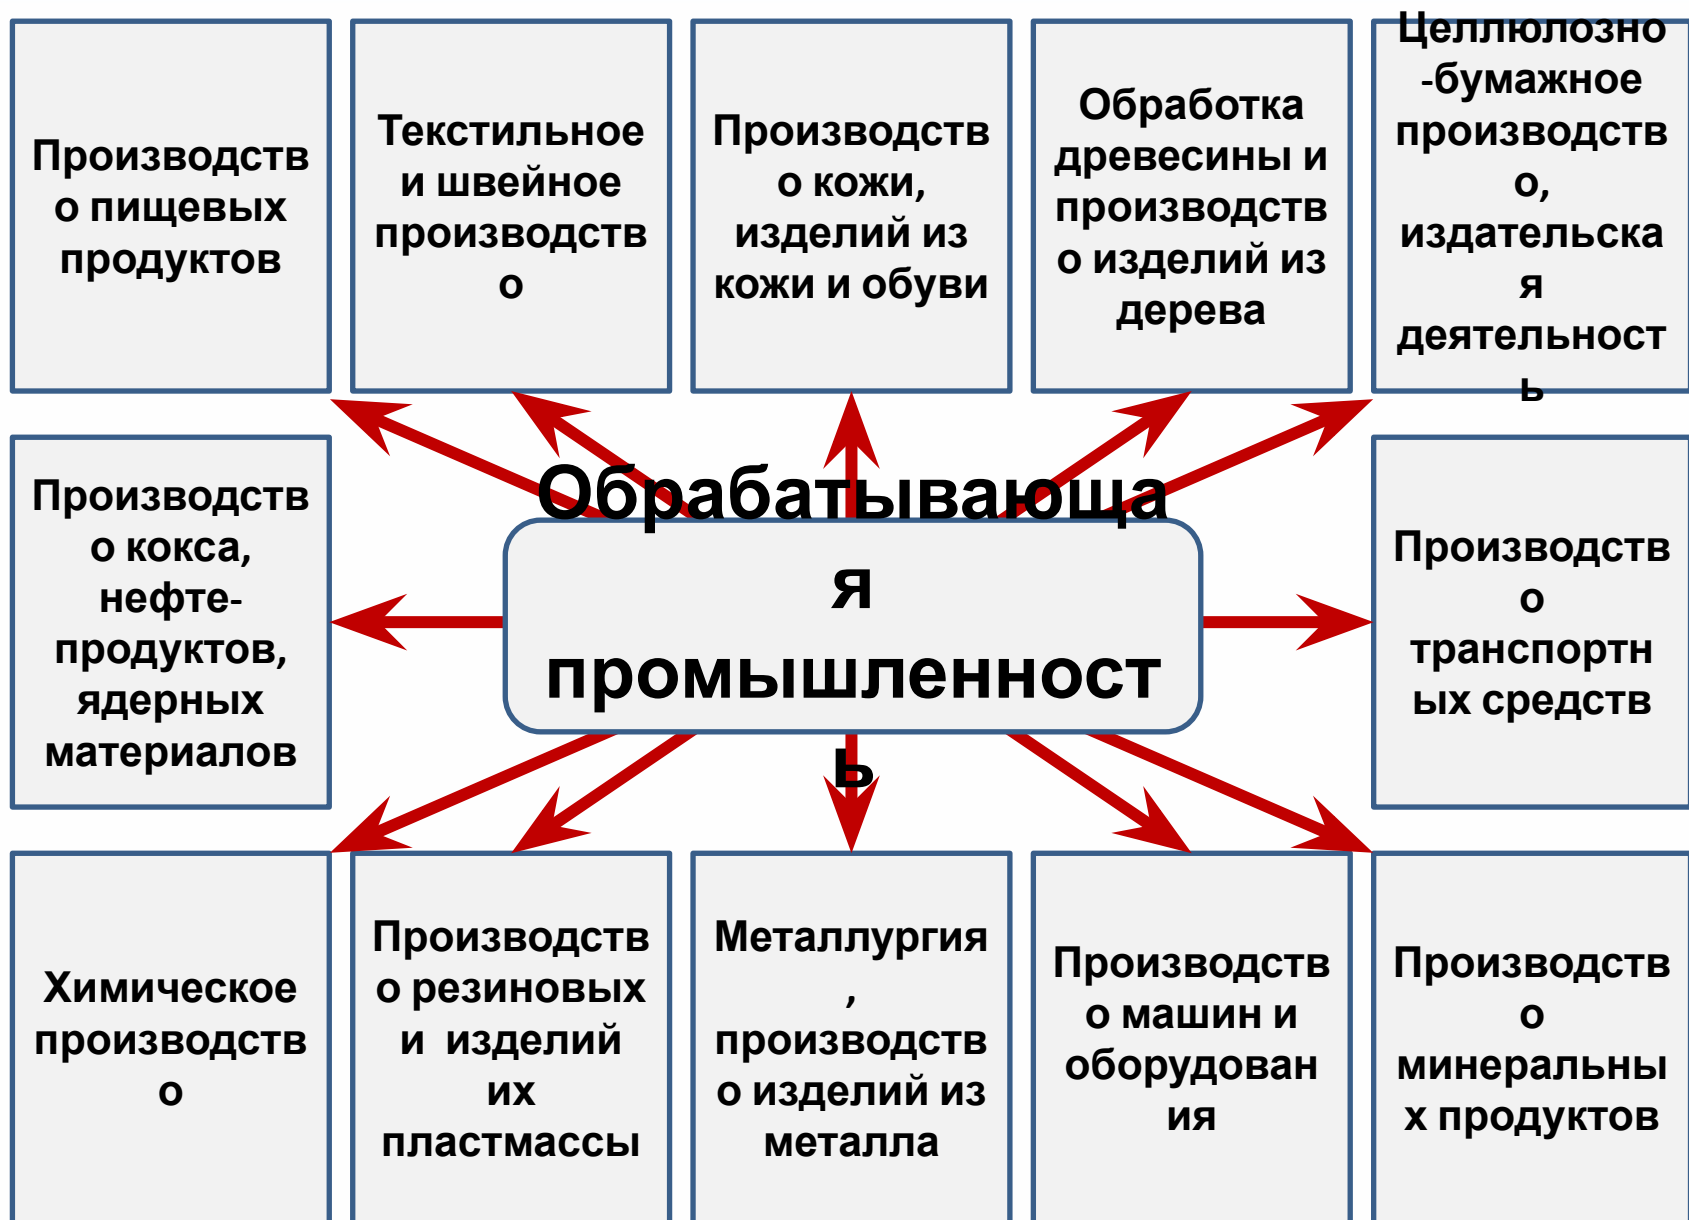 Производств
о пищевых
продуктов
Текстильное
и швейное
производств
о
Производств
о кожи,
изделий из
кожи и обуви
Обработка
древесины и
производств
о изделий из
дерева
Целлюлозно
-бумажное
производств
о,
издательска
я
деятельност
ь
Производств
о кокса,
нефте-
продуктов,
ядерных
материалов
Обрабатывающа
я
промышленност
ь
Производств
о
транспортн
ых средств
Химическое
производств
о
Производств
о резиновых
и изделий
их
пластмассы
Металлургия
,
производств
о изделий из
металла
Производств
о машин и
оборудован
ия
Производств
о
минеральны
х продуктов